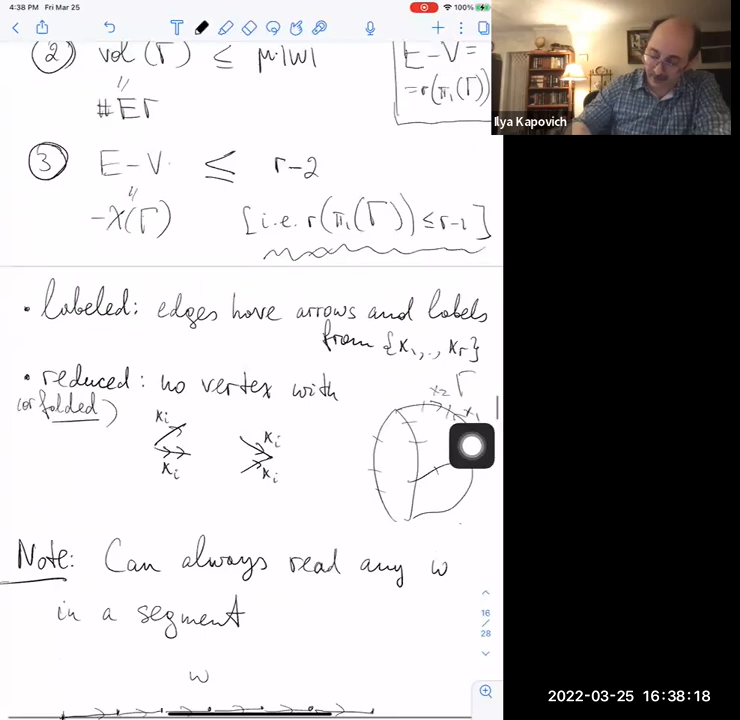 4:38 PM Fri Mar 25
100%
(2) vol(Γ) ≤ μ·|w|
"
#EΓ
E-V=
=r(π₁(Γ))
Ilya Kapovich
(3) E-V ≤ r-2
"
-χ(Γ) [i.e. r(π₁(Γ)) ≤ r-1]
• labeled: edges have arrows and labels
from {x₁,..,xᵣ}
• reduced: no vertex with
(or folded)
xᵢ
xᵢ
xᵢ
xᵢ
Γ
x₂
x₁
Note: Can always read any w
in a segment
w
16
/
28
2022-03-25 16:38:18